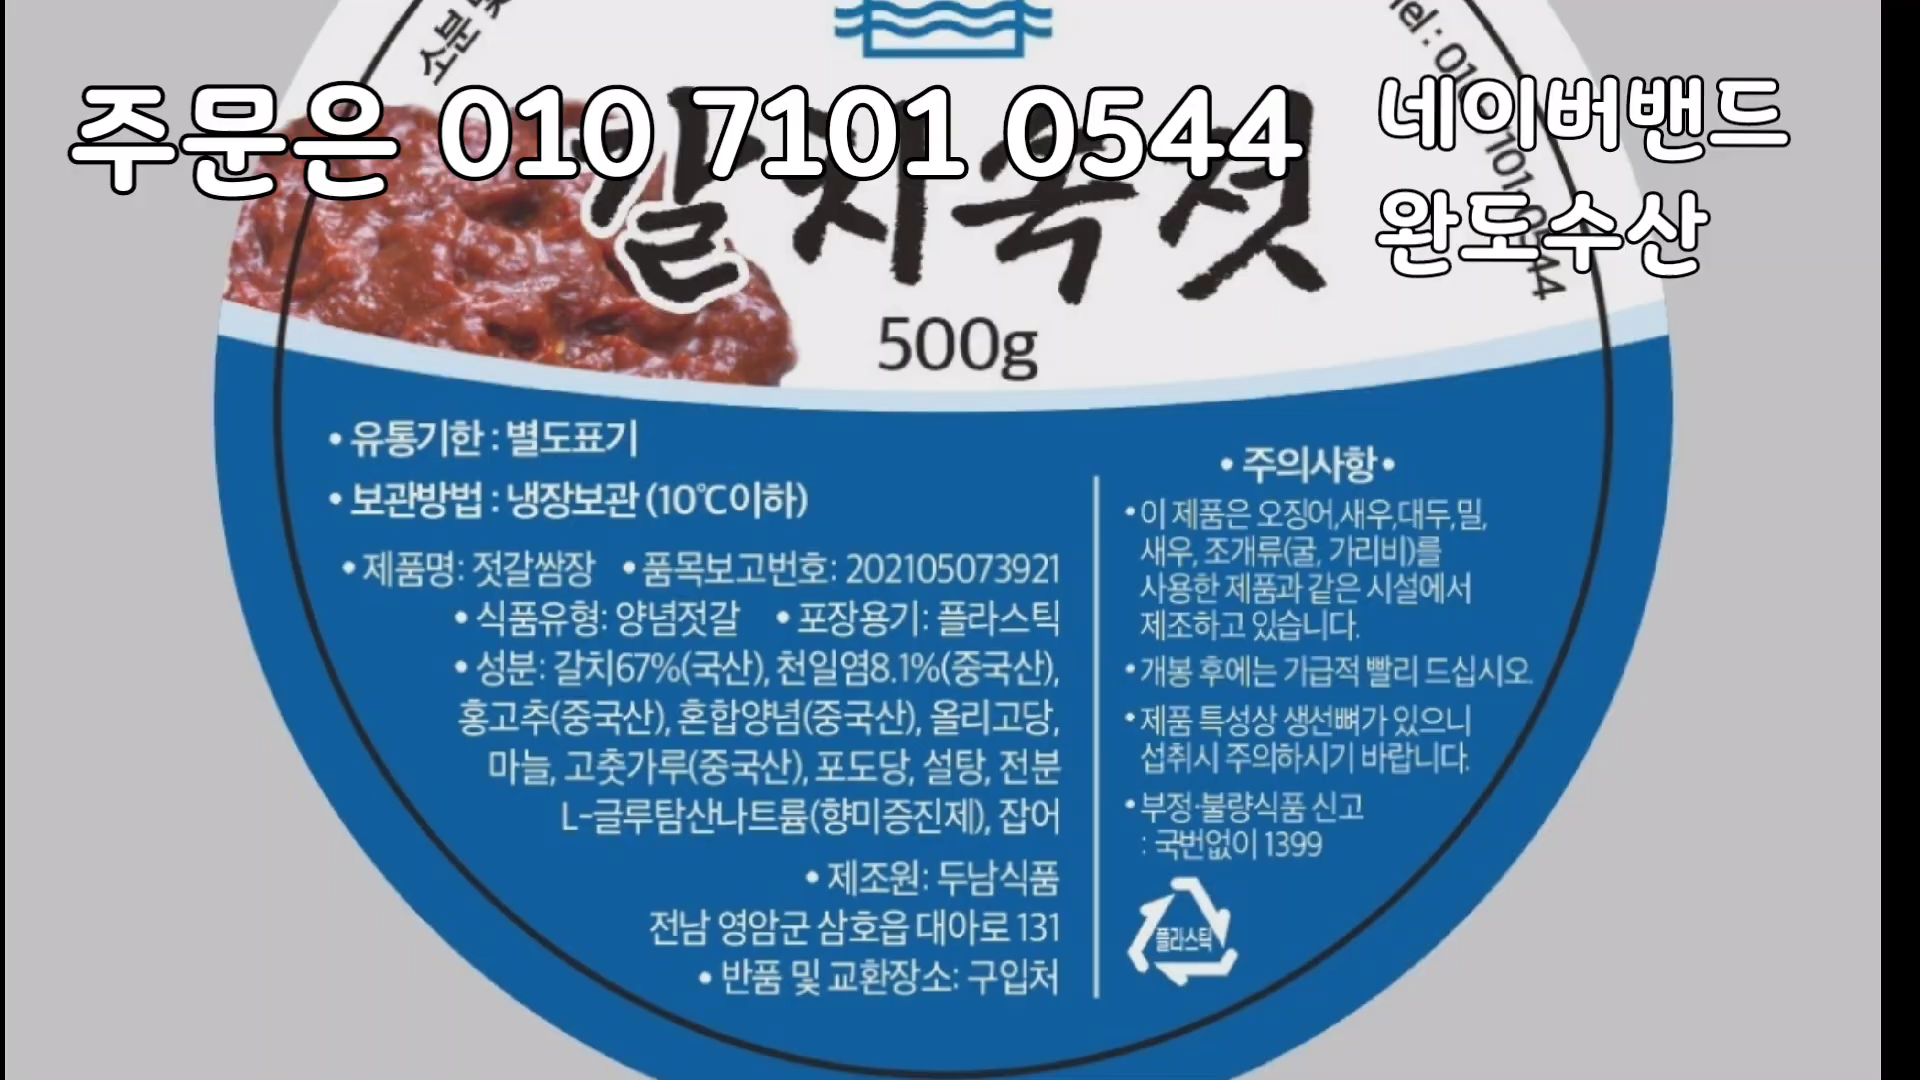 소분 및
Tel : 010 7101 0544
주문은 010 7101 0544
네이버밴드
완도수산
갈치속젓
500g
• 유통기한 : 별도표기
• 보관방법 : 냉장보관 (10℃이하)
• 제품명: 젓갈쌈장 • 품목보고번호: 202105073921
• 식품유형: 양념젓갈 • 포장용기: 플라스틱
• 성분: 갈치67%(국산), 천일염8.1%(중국산),
홍고추(중국산), 혼합양념(중국산), 올리고당,
마늘, 고춧가루(중국산), 포도당, 설탕, 전분
L-글루탐산나트륨(향미증진제), 잡어
• 제조원: 두남식품
전남 영암군 삼호읍 대아로 131
• 반품 및 교환장소: 구입처
• 주의사항 •
• 이 제품은 오징어,새우,대두,밀,
새우, 조개류(굴, 가리비)를
사용한 제품과 같은 시설에서
제조하고 있습니다.
• 개봉 후에는 가급적 빨리 드십시오.
• 제품 특성상 생선뼈가 있으니
섭취시 주의하시기 바랍니다.
• 부정·불량식품 신고
: 국번없이 1399
플라스틱